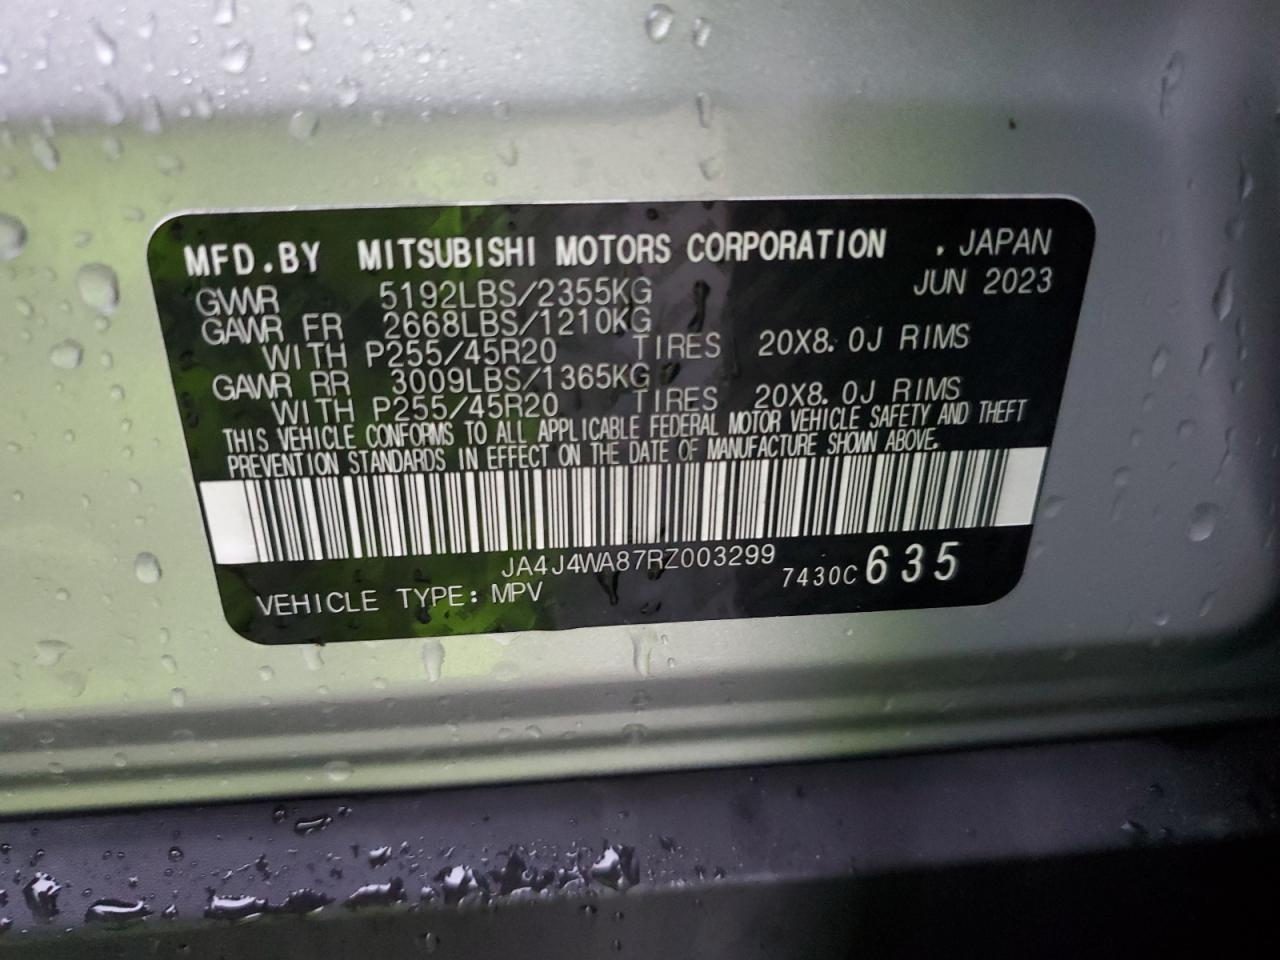 MFD.BY MITSUBISHI MOTORS CORPORATION . JAPAN
GVWR 5192LBS/2355KG JUN 2023
GAWR FR 2668LBS/1210KG
WITH P255/45R20 TIRES 20X8.0J RIMS
GAWR RR 3009LBS/1365KG
WITH P255/45R20 TIRES 20X8.0J RIMS
THIS VEHICLE CONFORMS TO ALL APPLICABLE FEDERAL MOTOR VEHICLE SAFETY AND THEFT
PREVENTION STANDARDS IN EFFECT ON THE DATE OF MANUFACTURE SHOWN ABOVE.
JA4J4WA87RZ003299
7430C 635
VEHICLE TYPE: MPV